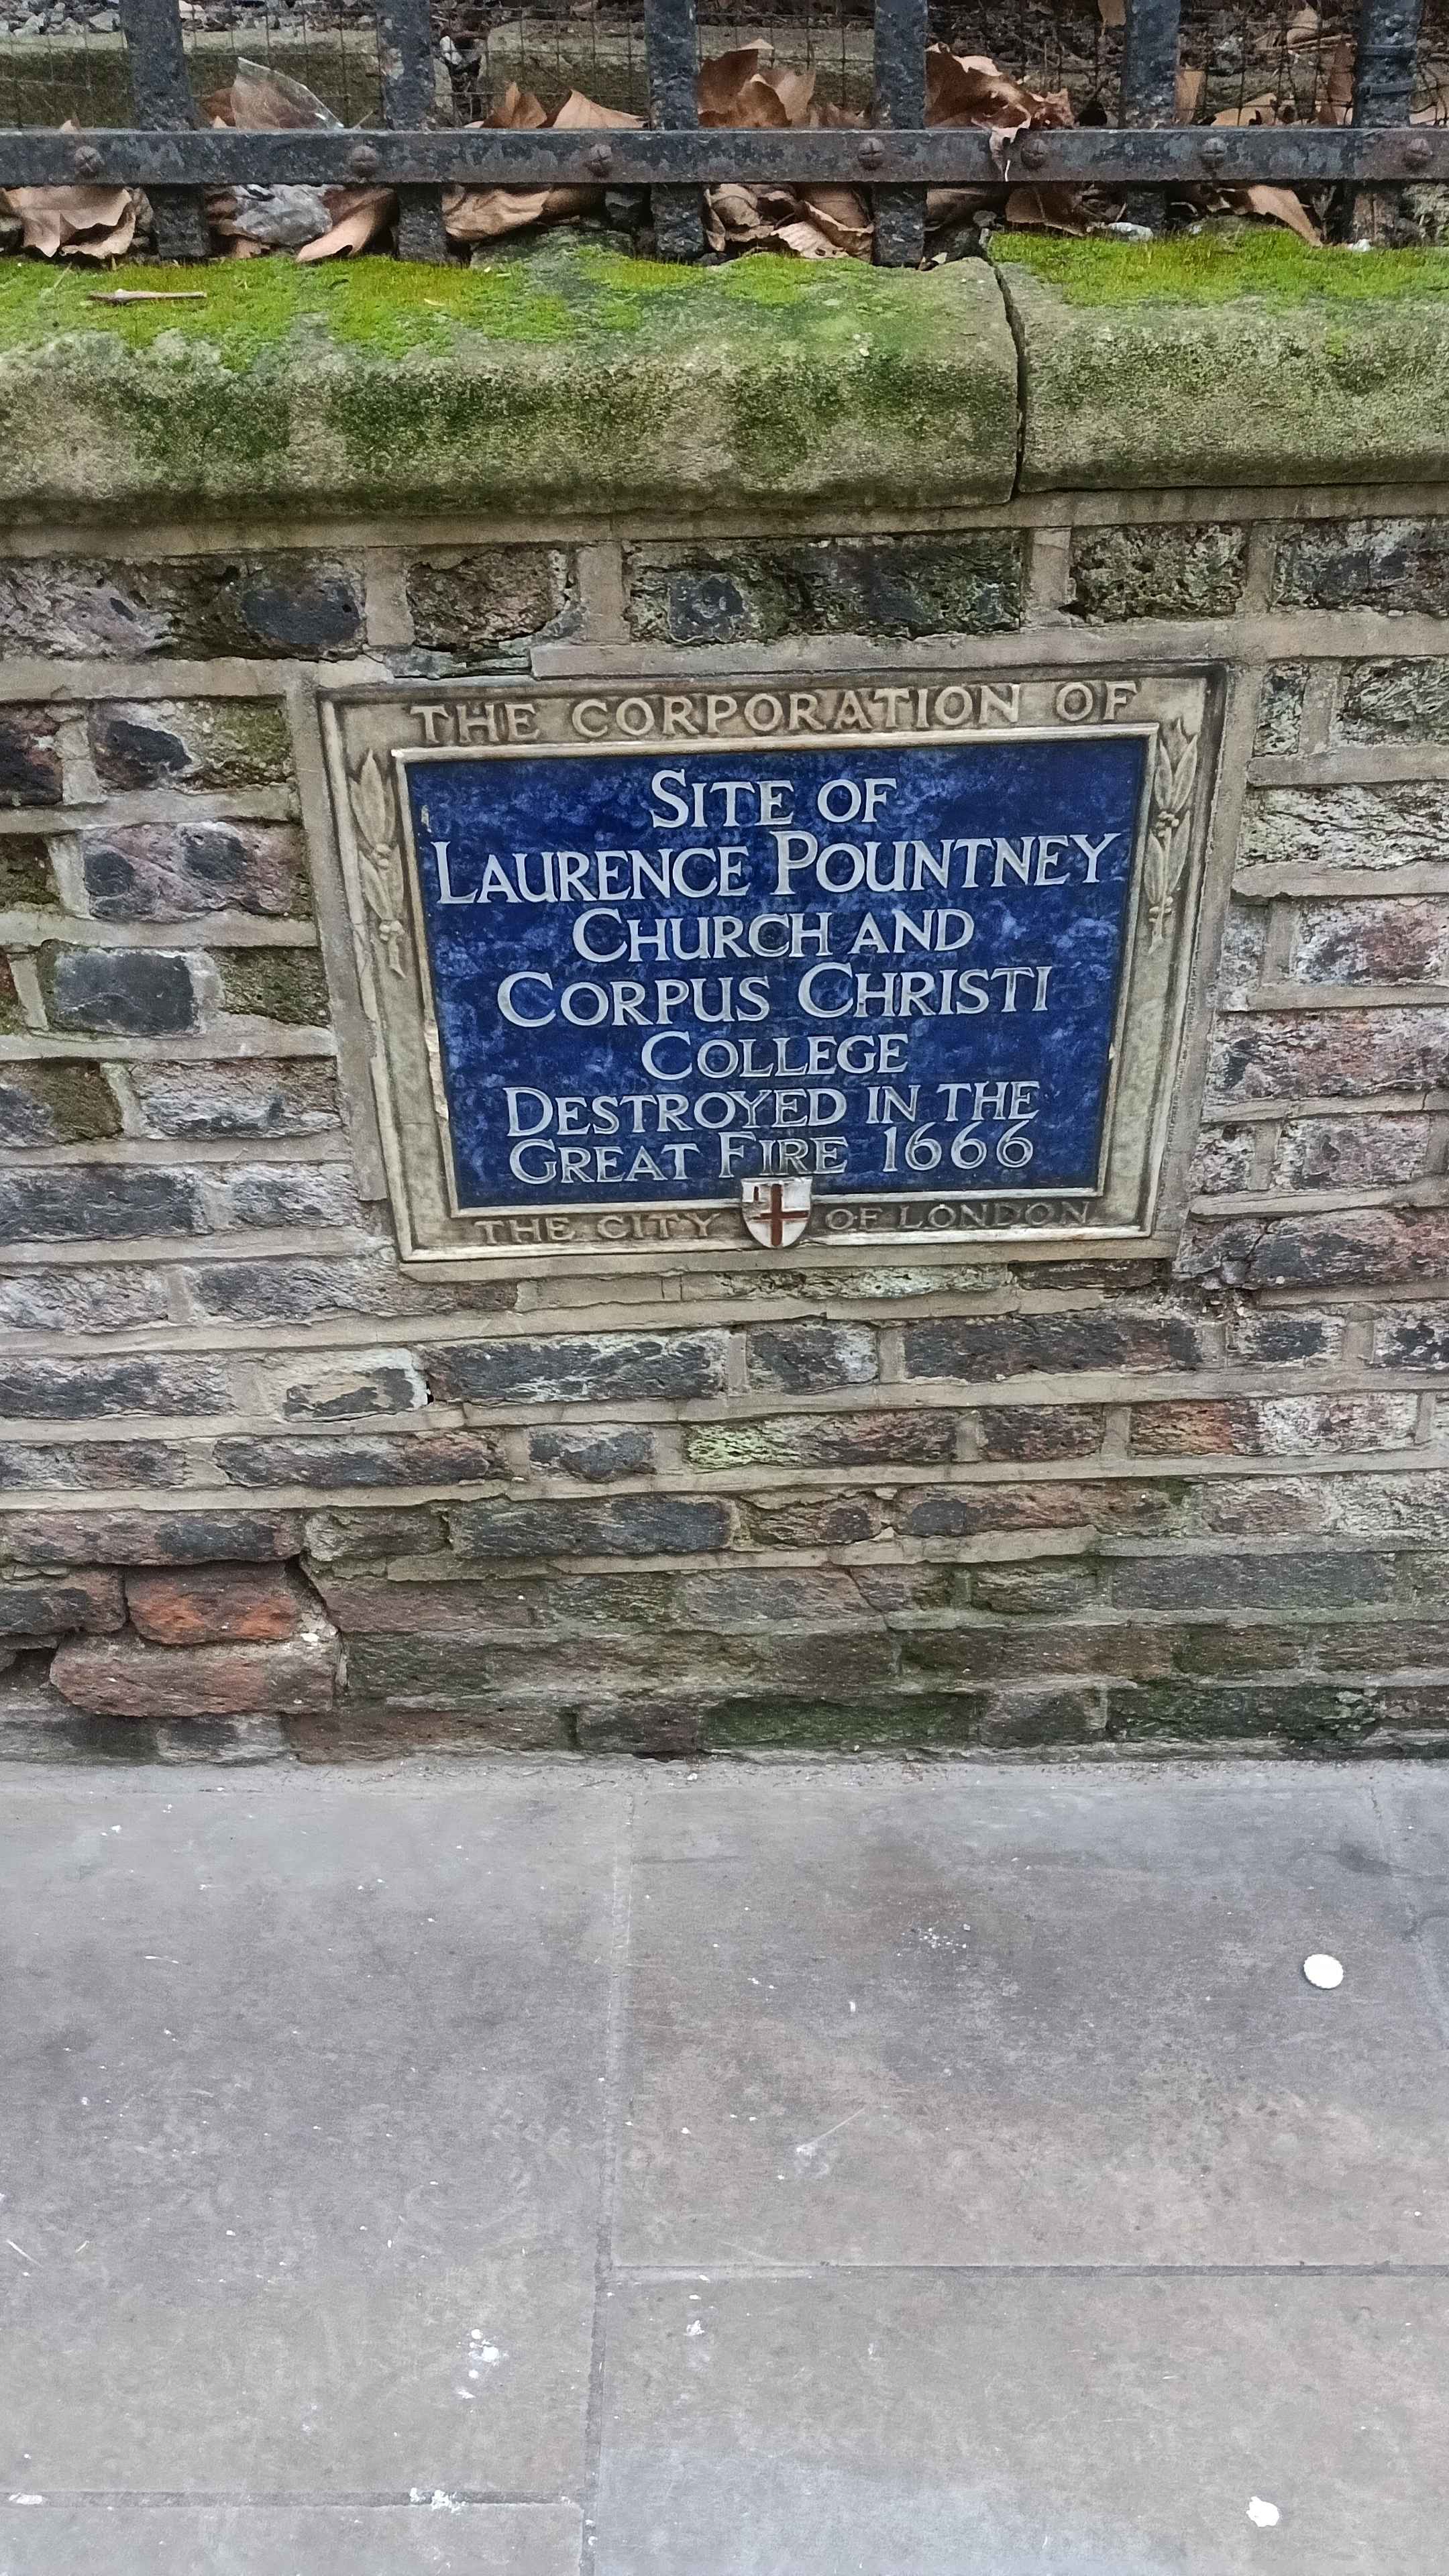 THE CORPORATION OF
SITE OF
LAURENCE POUNTNEY
CHURCH AND
CORPUS CHRISTI
COLLEGE
DESTROYED IN THE
GREAT FIRE 1666
THE CITY OF LONDON